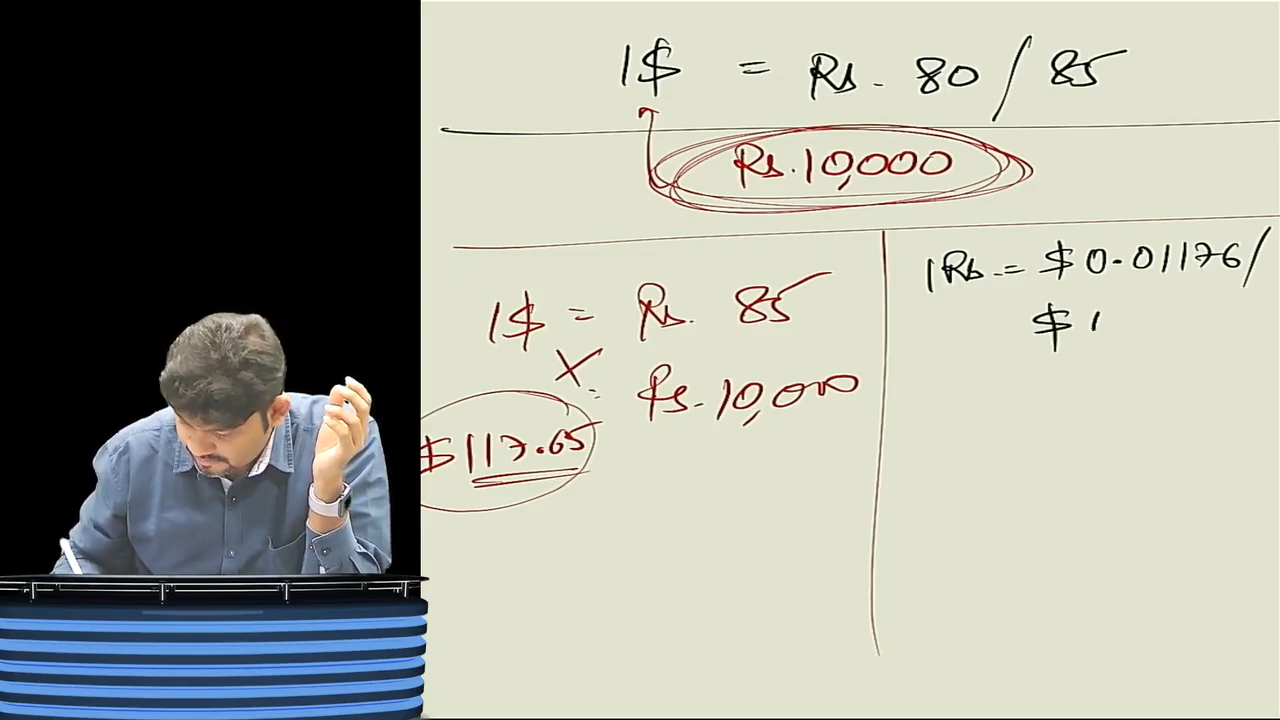 1$ = Rs. 80 / 85
Rs. 10,000
1$ = Rs. 85
X = Rs. 10,000
$117.65
1Rs = $0.01176/
$1